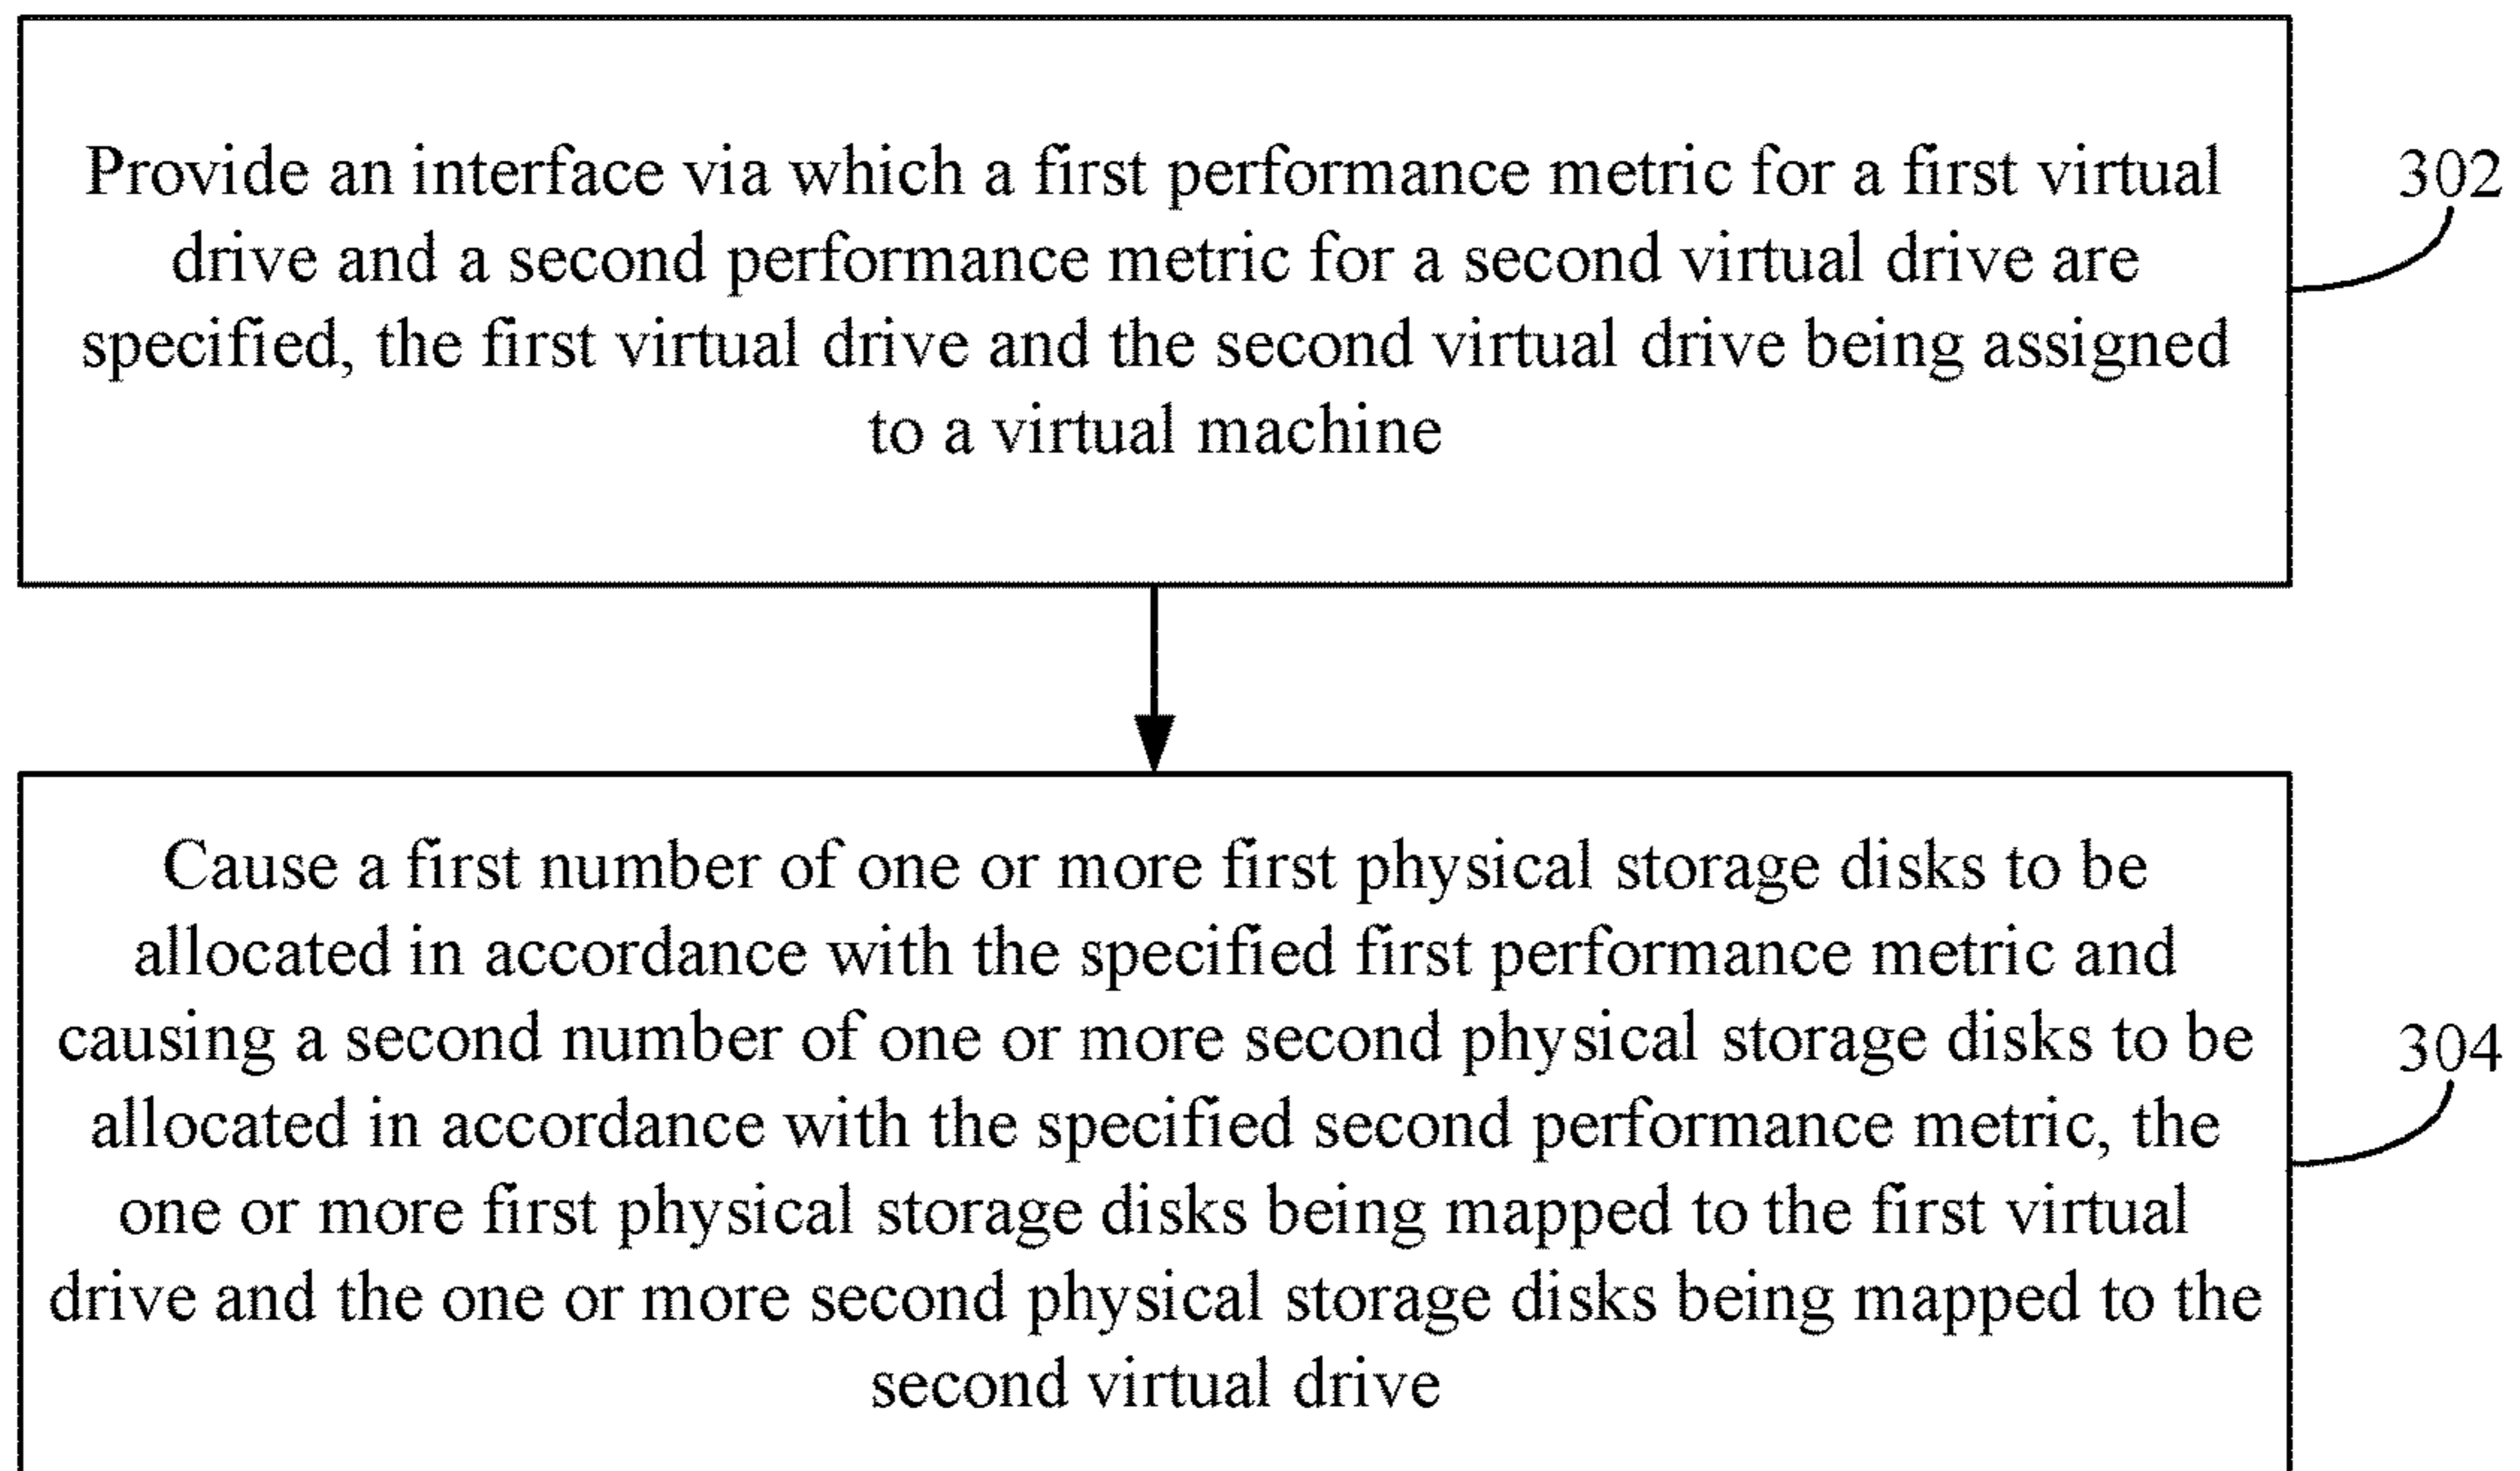 Provide an interface via which a first performance metric for a first virtual
drive and a second performance metric for a second virtual drive are
specified, the first virtual drive and the second virtual drive being assigned
to a virtual machine
302
Cause a first number of one or more first physical storage disks to be
allocated in accordance with the specified first performance metric and
causing a second number of one or more second physical storage disks to be
allocated in accordance with the specified second performance metric, the
one or more first physical storage disks being mapped to the first virtual
drive and the one or more second physical storage disks being mapped to the
second virtual drive
304